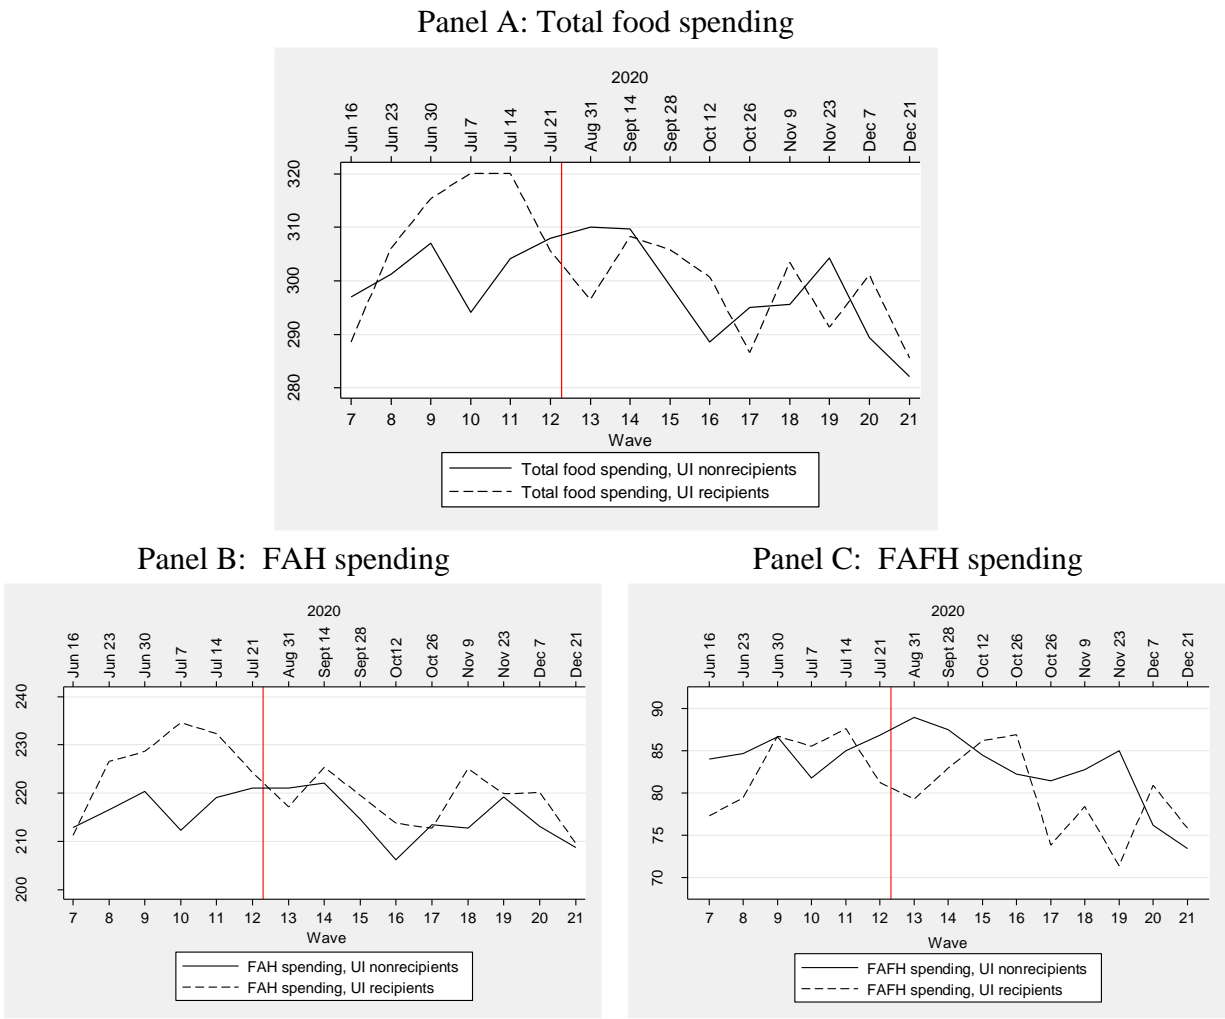 Panel A: Total food spending
2020
Jun 16 Jun 23 Jun 30 Jul 7 Jul 14 Jul 21 Aug 31 Sept 14 Sept 28 Oct 12 Oct 26 Nov 9 Nov 23 Dec 7 Dec 21
320
310
300
290
280
7 8 9 10 11 12 13 14 15 16 17 18 19 20 21
Wave
Total food spending, UI nonrecipients
Total food spending, UI recipients
Panel B: FAH spending
2020
Jun 16 Jun 23 Jun 30 Jul 7 Jul 14 Jul 21 Aug 31 Sept 14 Sept 28 Oct12 Oct 26 Nov 9 Nov 23 Dec 7 Dec 21
240
230
220
210
200
7 8 9 10 11 12 13 14 15 16 17 18 19 20 21
Wave
FAH spending, UI nonrecipients
FAH spending, UI recipients
Panel C: FAFH spending
2020
Jun 16 Jun 23 Jun 30 Jul 7 Jul 14 Jul 21 Aug 31 Sept 28 Oct 12 Oct 26 Oct 26 Nov 9 Nov 23 Dec 7 Dec 21
90
85
80
75
70
7 8 9 10 11 12 13 14 15 16 17 18 19 20 21
Wave
FAFH spending, UI nonrecipients
FAFH spending, UI recipients